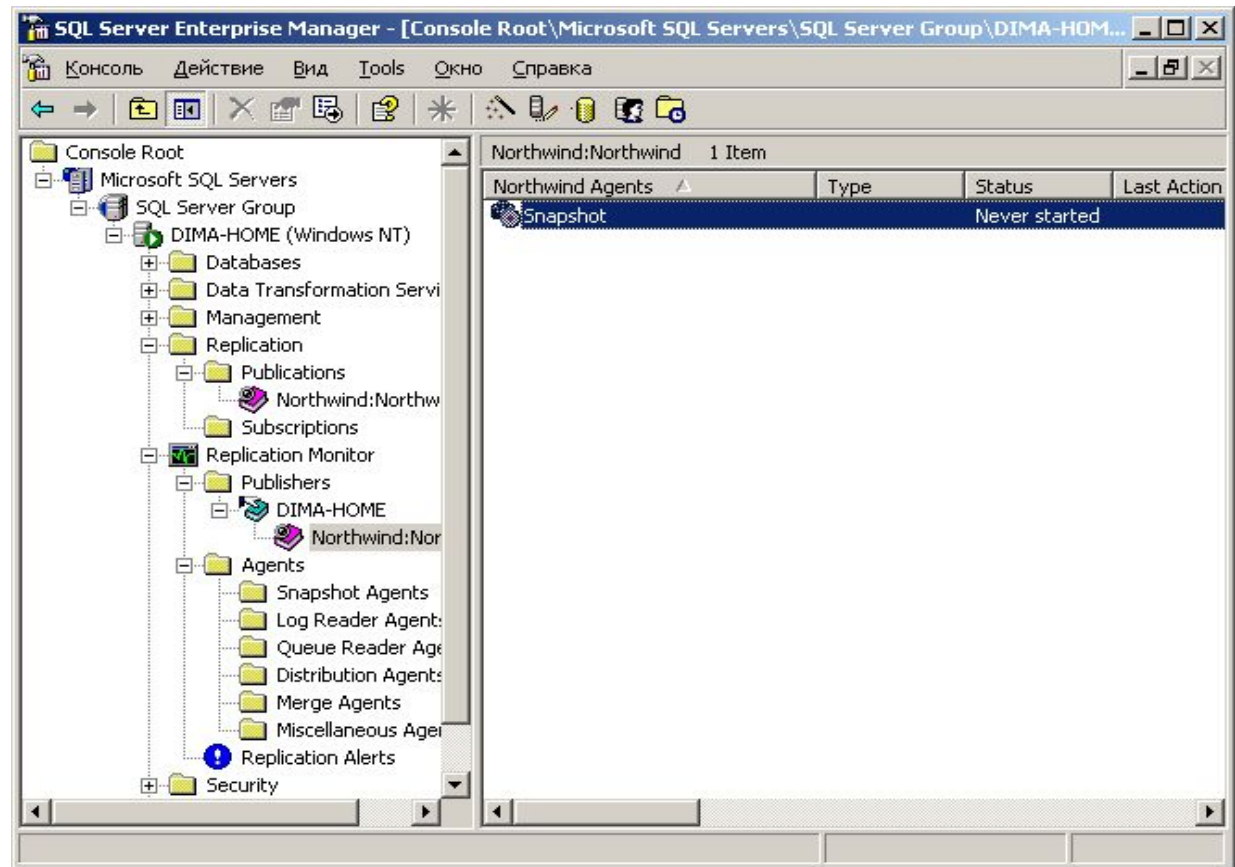 SQL Server Enterprise Manager - [Console Root\Microsoft SQL Servers\SQL Server Group\DIMA-HOM...
Консоль Действие Вид Tools Окно Справка
Console Root
Microsoft SQL Servers
SQL Server Group
DIMA-HOME (Windows NT)
Databases
Data Transformation Servi
Management
Replication
Publications
Northwind:Northw
Subscriptions
Replication Monitor
Publishers
DIMA-HOME
Northwind:Nor
Agents
Snapshot Agents
Log Reader Agent
Queue Reader Age
Distribution Agents
Merge Agents
Miscellaneous Age
Replication Alerts
Security
Northwind:Northwind 1 Item
Northwind Agents Type Status Last Action
Snapshot Never started